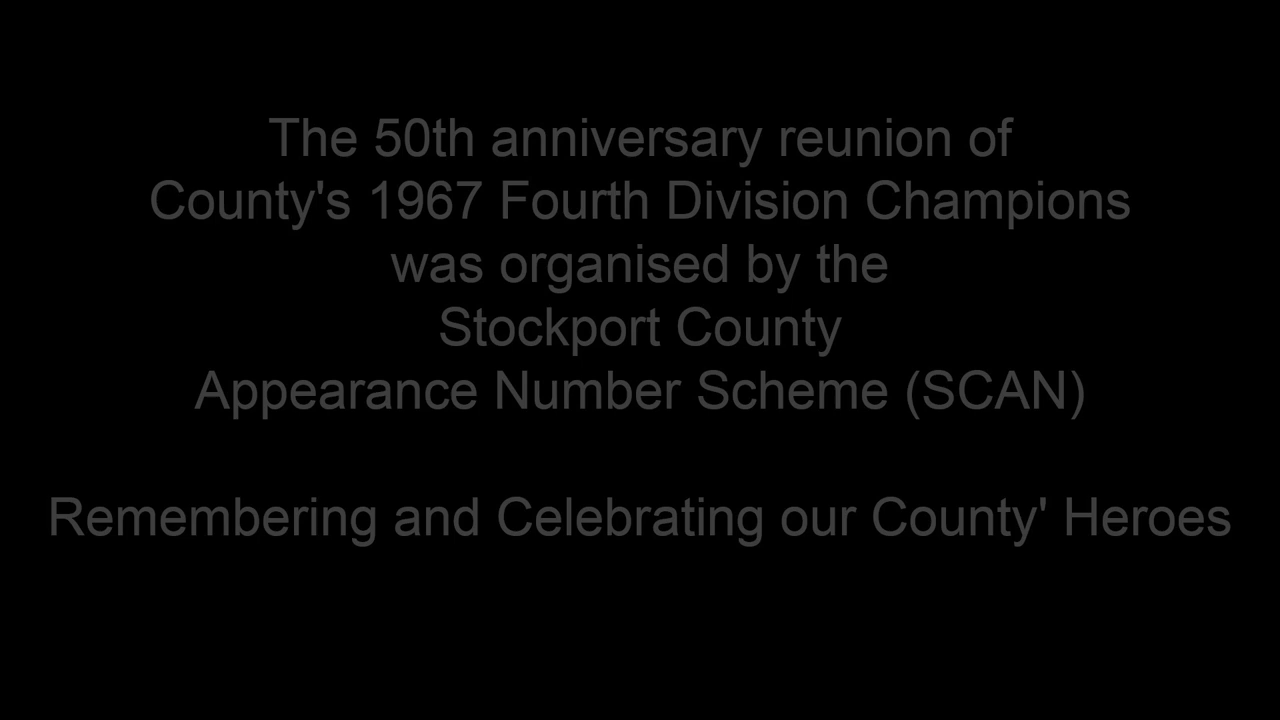 The 50th anniversary reunion of
County's 1967 Fourth Division Champions
was organised by the
Stockport County
Appearance Number Scheme (SCAN)
Remembering and Celebrating our County' Heroes